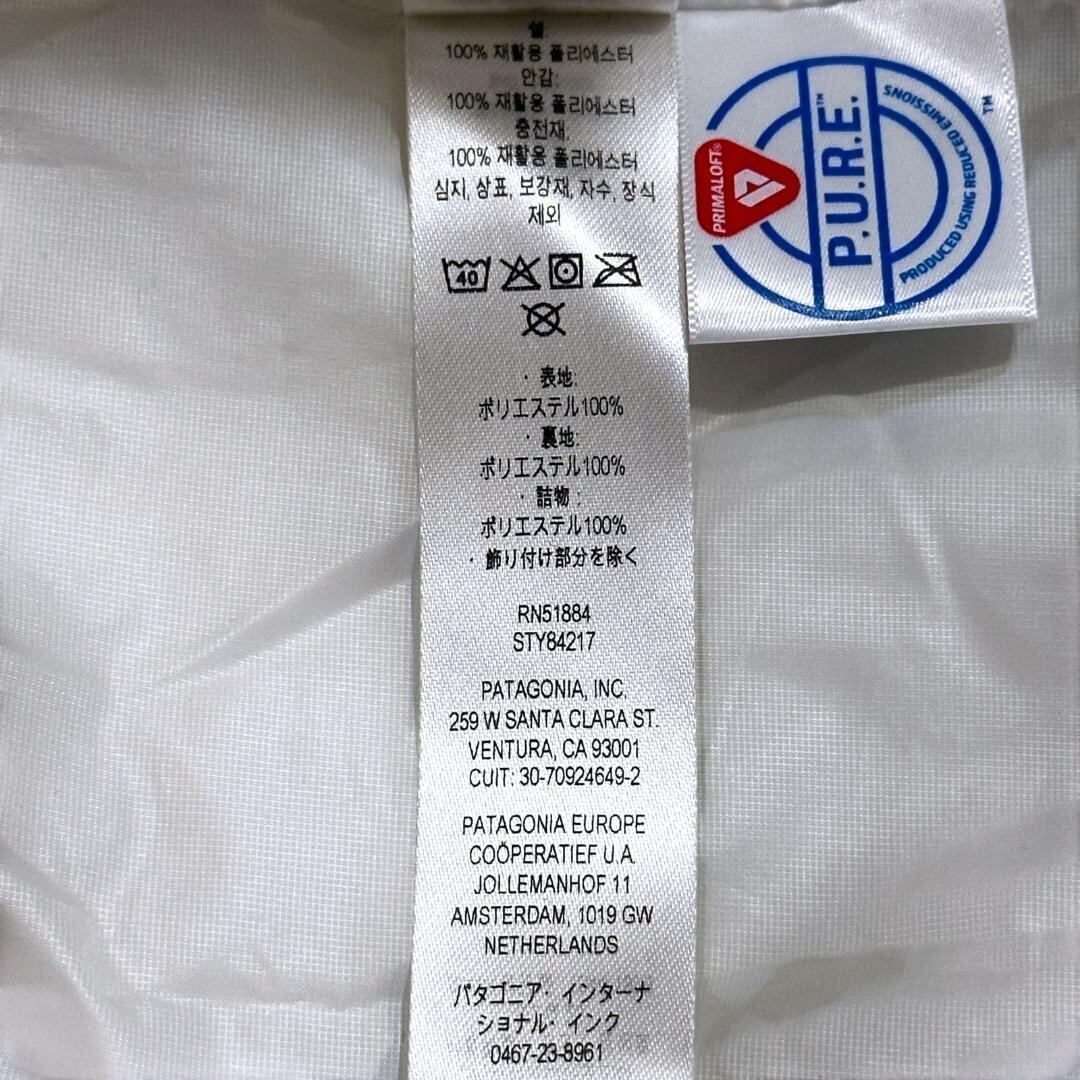 100% 재활용 폴리에스터
안감:
100% 재활용 폴리에스터
충전재:
100% 재활용 폴리에스터
심지, 상표, 보강재, 자수, 장식
제외
40
· 表地:
ポリエステル100%
· 裏地:
ポリエステル100%
· 詰物 :
ポリエステル100%
· 飾り付け部分を除く
RN51884
STY84217
PATAGONIA, INC.
259 W SANTA CLARA ST.
VENTURA, CA 93001
CUIT: 30-70924649-2
PATAGONIA EUROPE
COÖPERATIEF U.A.
JOLLEMANHOF 11
AMSTERDAM, 1019 GW
NETHERLANDS
パタゴニア· インターナ
ショナル· インク
0467-23-8961
PRIMALOFT®
P.U.R.E.™
PRODUCED USING REDUCED EMISSIONS
™